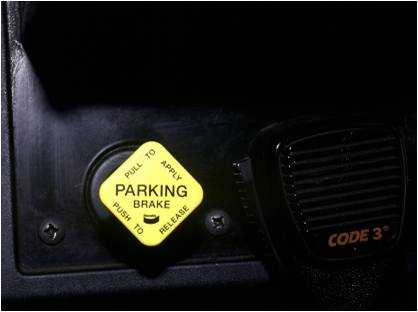 PULL TO APPLY
PARKING
BRAKE
PUSH TO RELEASE
CODE 3®